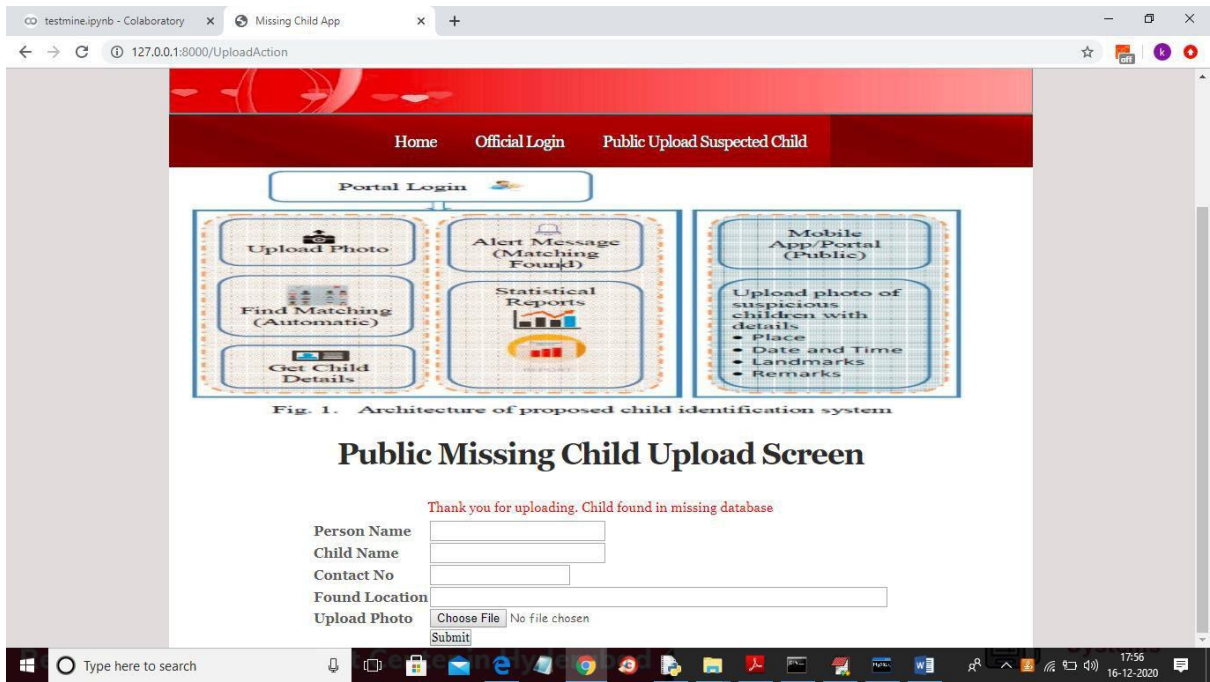 testmine.ipynb - Colaboratory
Missing Child App
127.0.0.1:8000/UploadAction
off
k
Home Official Login Public Upload Suspected Child
Portal Login
Upload Photo
Find Matching
(Automatic)
Get Child
Details
Alert Message
(Matching
Found)
Statistical
Reports
Mobile
App/Portal
(Public)
Upload photo of
suspicious
children with
details
• Place
• Date and Time
• Landmarks
• Remarks
Fig. 1. Architecture of proposed child identification system
Public Missing Child Upload Screen
Thank you for uploading. Child found in missing database
Person Name
Child Name
Contact No
Found Location
Upload Photo Choose File No file chosen
Submit
Type here to search
17:56
16-12-2020